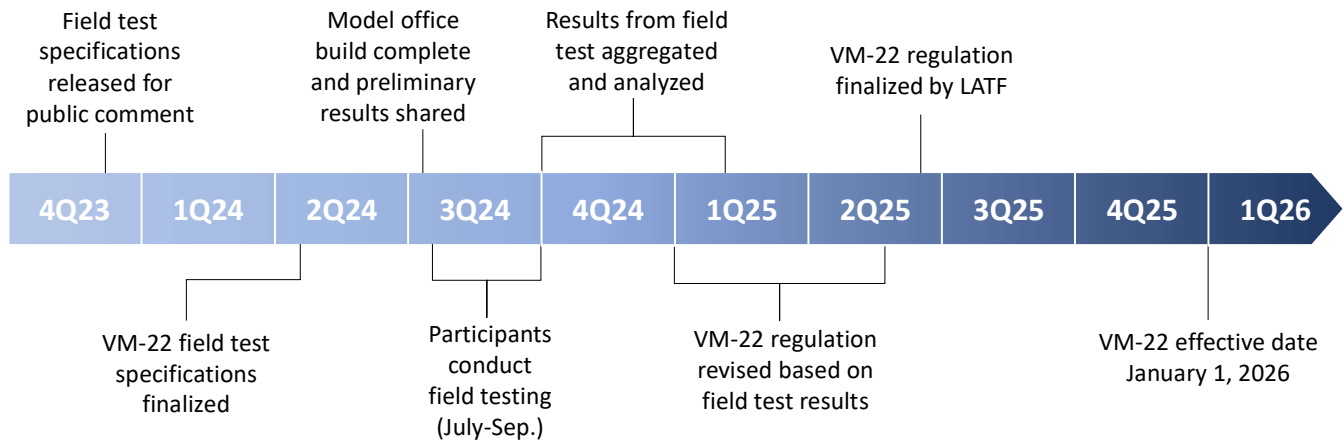 Field test
specifications
released for
public comment
Model office
build complete
and preliminary
results shared
Results from field
test aggregated
and analyzed
VM-22 regulation
finalized by LATF
4Q23
1Q24
2Q24
3Q24
4Q24
1Q25
2Q25
3Q25
4Q25
1Q26
VM-22 field test
specifications
finalized
Participants
conduct
field testing
(July-Sep.)
VM-22 regulation
revised based on
field test results
VM-22 effective date
January 1, 2026